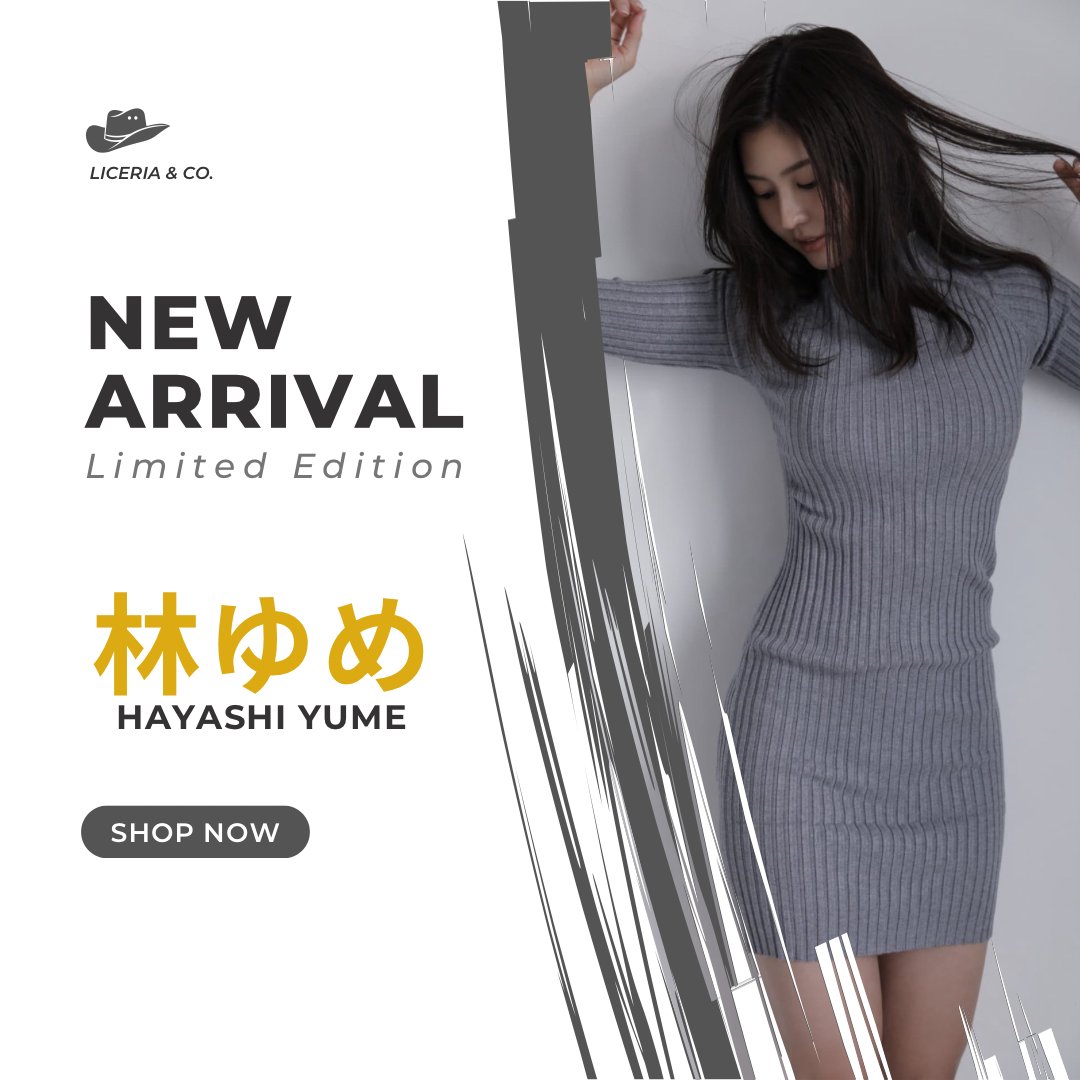 LICERIA & CO.
NEW
ARRIVAL
Limited Edition
林ゆめ
HAYASHI YUME
SHOP NOW